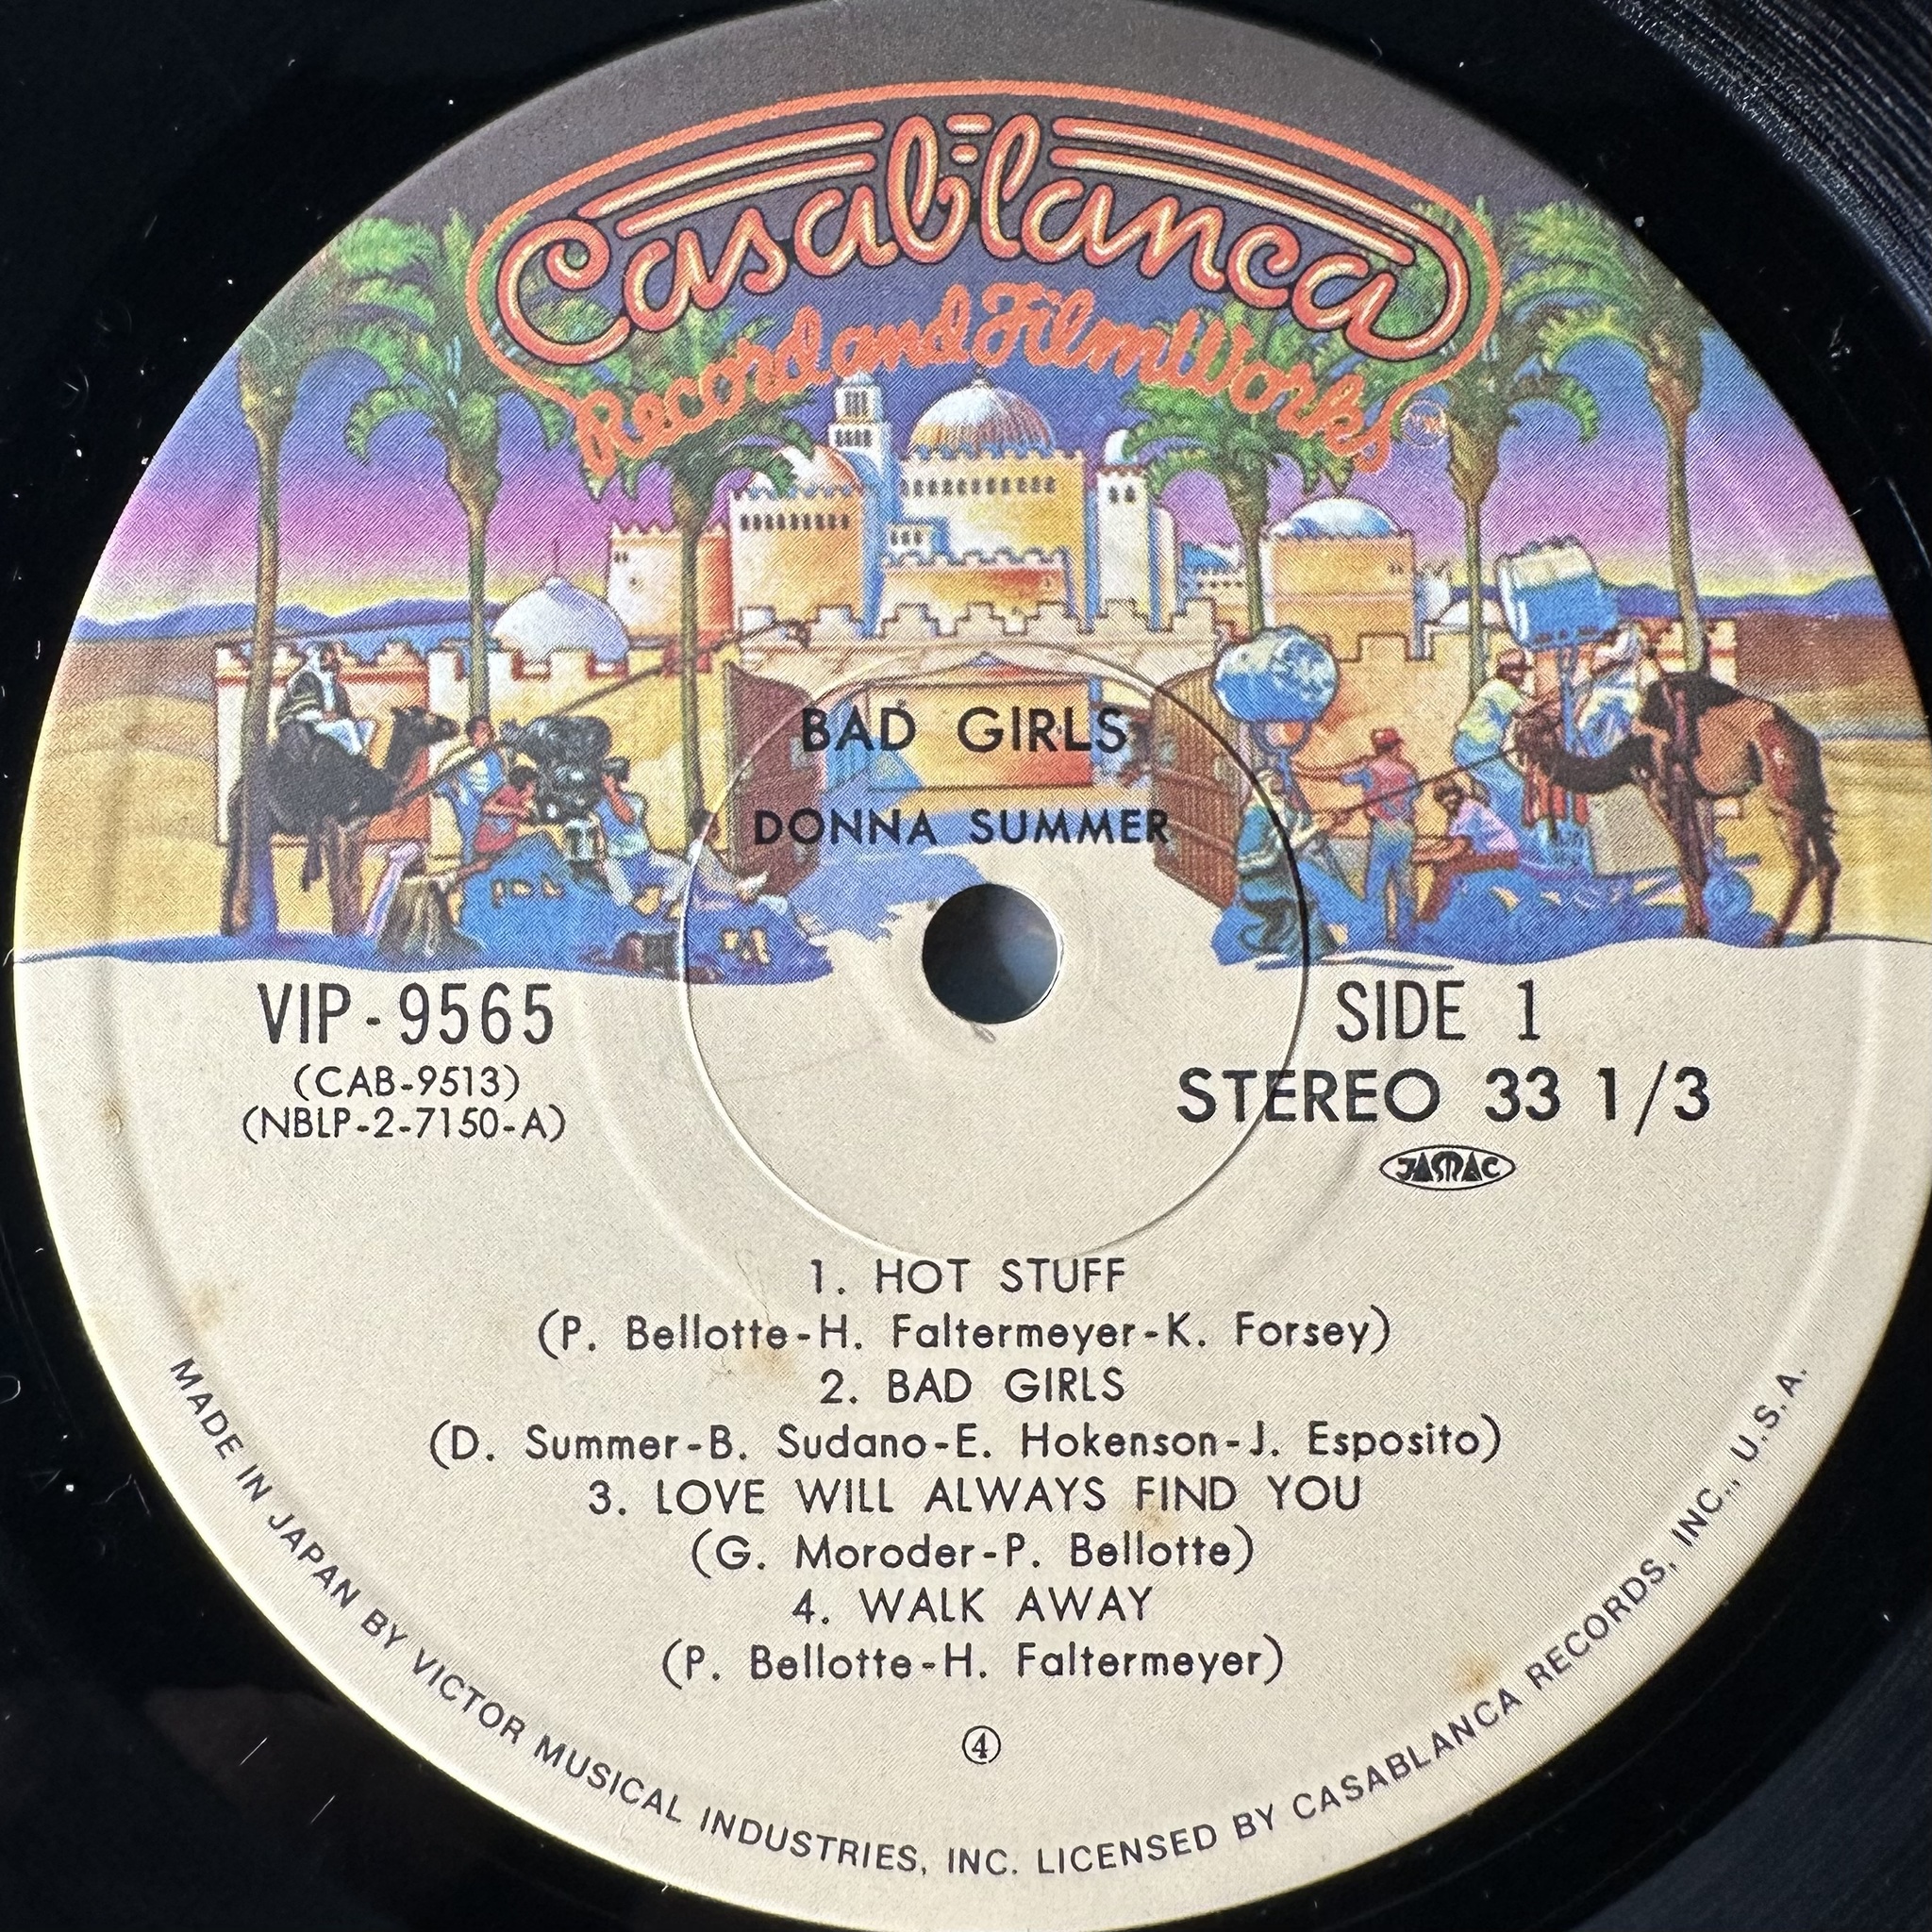 Casablanca
Record and FilmWorks
BAD GIRLS
DONNA SUMMER
VIP-9565
(CAB-9513)
(NBLP-2-7150-A)
SIDE 1
STEREO 33 1/3
JASRAC
1. HOT STUFF
(P. Bellotte-H. Faltermeyer-K. Forsey)
2. BAD GIRLS
(D. Summer-B. Sudano-E. Hokenson-J. Esposito)
3. LOVE WILL ALWAYS FIND YOU
(G. Moroder-P. Bellotte)
4. WALK AWAY
(P. Bellotte-H. Faltermeyer)
④
MADE IN JAPAN BY VICTOR MUSICAL INDUSTRIES, INC. LICENSED BY CASABLANCA RECORDS, INC., U.S.A.